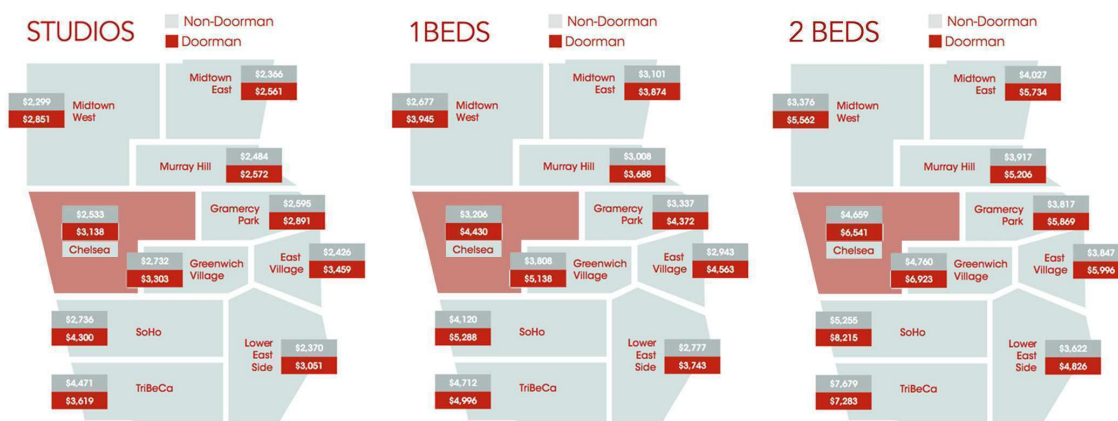 STUDIOS
Non-Doorman
Doorman
$2,299
$2,851
Midtown
West
Midtown
East
$2,366
$2,561
Murray Hill
$2,484
$2,572
$2,533
$3,138
Chelsea
Gramercy
Park
$2,595
$2,891
$2,732
$3,303
Greenwich
Village
East
Village
$2,426
$3,459
$2,736
$4,300
SoHo
Lower
East
Side
$2,370
$3,051
$4,471
$3,619
TriBeCa
1BEDS
Non-Doorman
Doorman
$2,677
$3,945
Midtown
West
Midtown
East
$3,101
$3,874
Murray Hill
$3,008
$3,688
$3,206
$4,430
Chelsea
Gramercy
Park
$3,337
$4,372
$3,808
$5,138
Greenwich
Village
East
Village
$2,943
$4,563
$4,120
$5,288
SoHo
Lower
East
Side
$2,777
$3,743
$4,712
$4,996
TriBeCa
2 BEDS
Non-Doorman
Doorman
$3,376
$5,562
Midtown
West
Midtown
East
$4,027
$5,734
Murray Hill
$3,917
$5,206
$4,659
$6,541
Chelsea
Gramercy
Park
$3,817
$5,869
$4,760
$6,923
Greenwich
Village
East
Village
$3,847
$5,996
$5,255
$8,215
SoHo
Lower
East
Side
$3,622
$4,826
$7,679
$7,283
TriBeCa